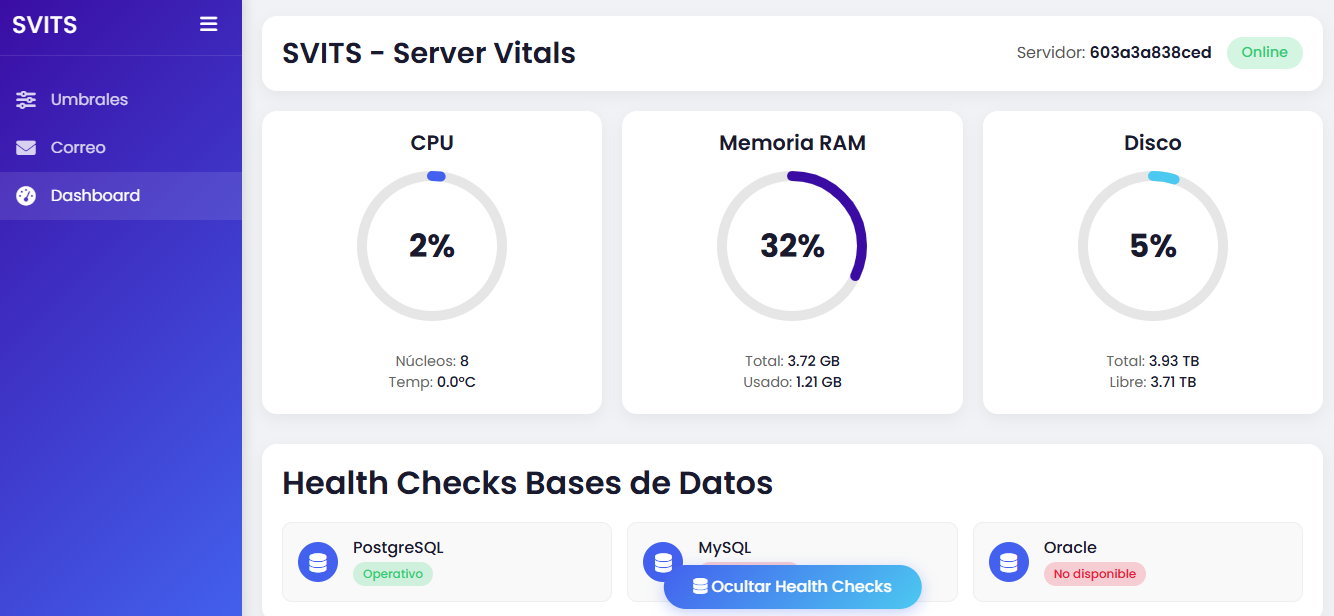 SVITS
Umbrales
Correo
Dashboard
SVITS - Server Vitals
Servidor: 603a3a838ced
Online
CPU
2%
Núcleos: 8
Temp: 0.0°C
Memoria RAM
32%
Total: 3.72 GB
Usado: 1.21 GB
Disco
5%
Total: 3.93 TB
Libre: 3.71 TB
Health Checks Bases de Datos
PostgreSQL
Operativo
MySQL
Oracle
No disponible
Ocultar Health Checks